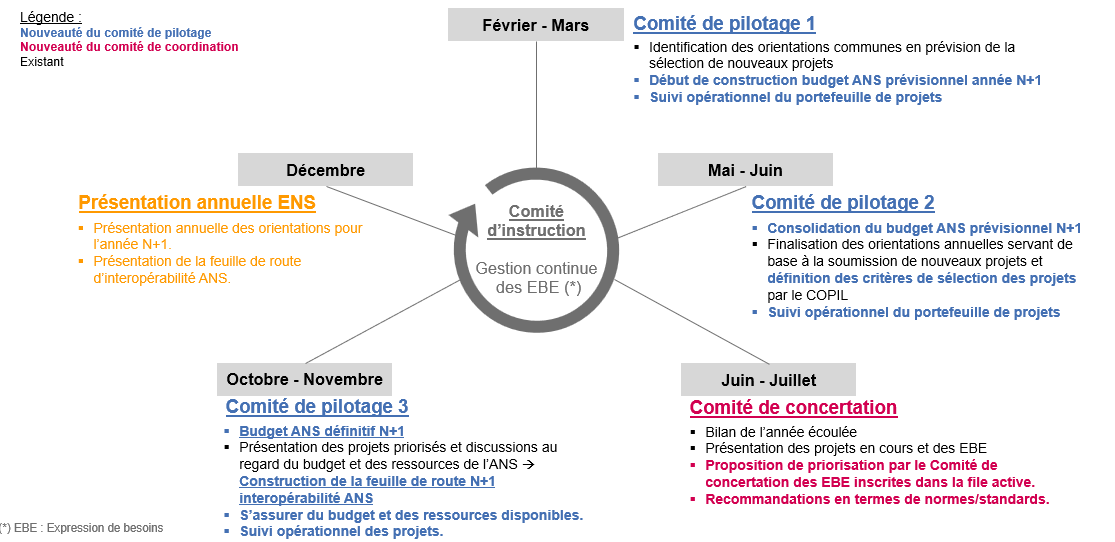 Légende :
Nouveauté du comité de pilotage
Nouveauté du comité de coordination
Existant
Février - Mars
Comité de pilotage 1
▪ Identification des orientations communes en prévision de la
sélection de nouveaux projets
▪ Début de construction budget ANS prévisionnel année N+1
▪ Suivi opérationnel du portefeuille de projets
Mai - Juin
Comité de pilotage 2
▪ Consolidation du budget ANS prévisionnel N+1
▪ Finalisation des orientations annuelles servant de
base à la soumission de nouveaux projets et
définition des critères de sélection des projets
par le COPIL
▪ Suivi opérationnel du portefeuille de projets
Juin - Juillet
Comité de concertation
▪ Bilan de l’année écoulée
▪ Présentation des projets en cours et des EBE
▪ Proposition de priorisation par le Comité de
concertation des EBE inscrites dans la file active.
▪ Recommandations en termes de normes/standards.
Octobre - Novembre
Comité de pilotage 3
▪ Budget ANS définitif N+1
▪ Présentation des projets priorisés et discussions au
regard du budget et des ressources de l’ANS →
Construction de la feuille de route N+1
interopérabilité ANS
▪ S’assurer du budget et des ressources disponibles.
▪ Suivi opérationnel des projets.
Décembre
Présentation annuelle ENS
▪ Présentation annuelle des orientations pour
l’année N+1.
▪ Présentation de la feuille de route
d’interopérabilité ANS.
Comité
d’instruction
Gestion continue
des EBE (*)
(*) EBE : Expression de besoins